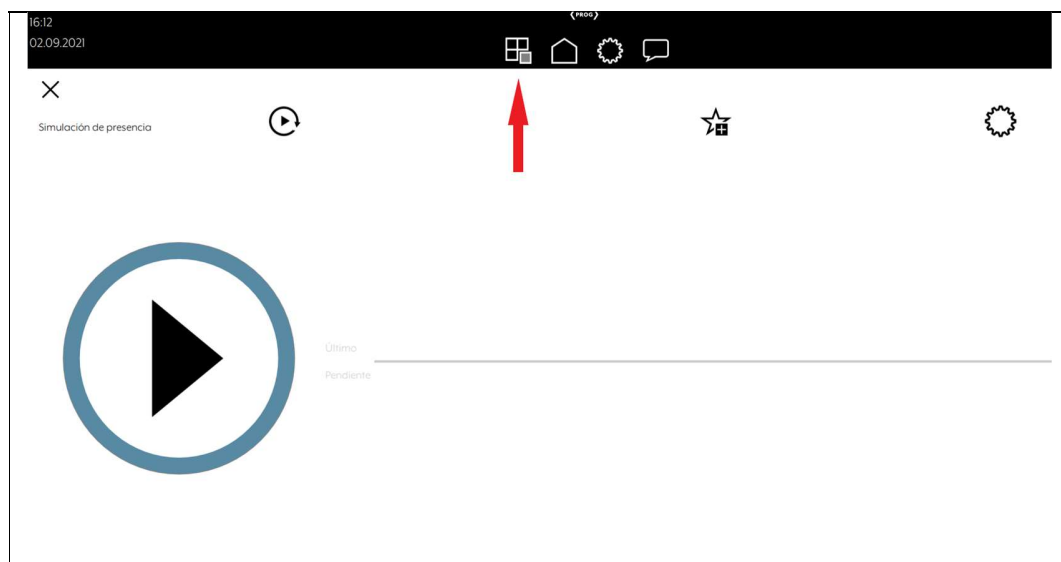 16:12
‹PROG›
02.09.2021
Simulación de presencia
Último
Pendiente